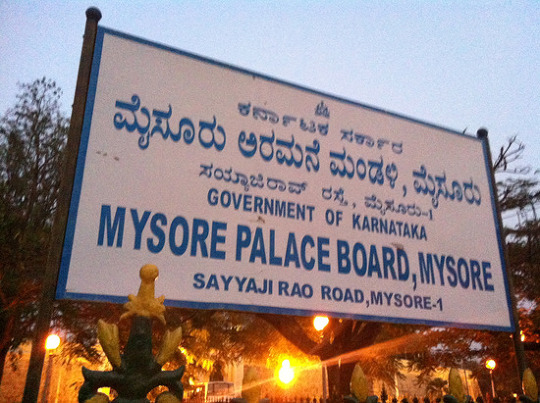 ಕರ್ನಾಟಕ ಸರ್ಕಾರ
ಮೈಸೂರು ಅರಮನೆ ಮಂಡಳಿ, ಮೈಸೂರು
ಸಯ್ಯಾಜಿರಾವ್ ರಸ್ತೆ, ಮೈಸೂರು-1
GOVERNMENT OF KARNATAKA
MYSORE PALACE BOARD, MYSORE
SAYYAJI RAO ROAD, MYSORE-1